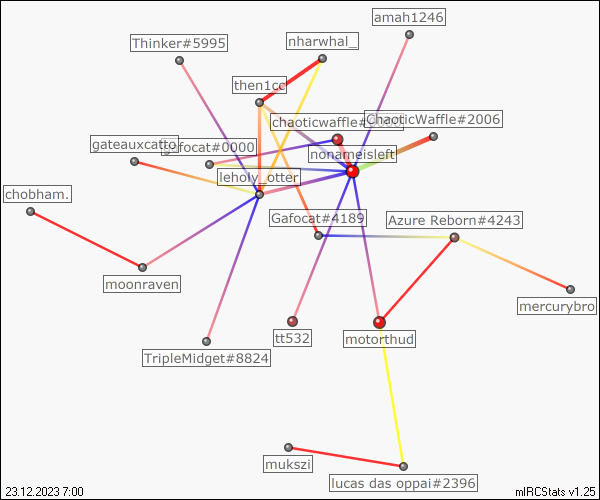 amah1246
Thinker#5995
nharwhal_
then1cc
chaoticwaffle#
ChaoticWaffle#2006
gateauxcatto
gafocat#0000
nonameisleft
leholy_otter
chobham.
Gafocat#4189
Azure Reborn#4243
moonraven
mercurybro
tt532
motorthud
TripleMidget#8824
mukszi
lucas das oppai#2396
23.12.2023 7:00
mIRCStats v1.25